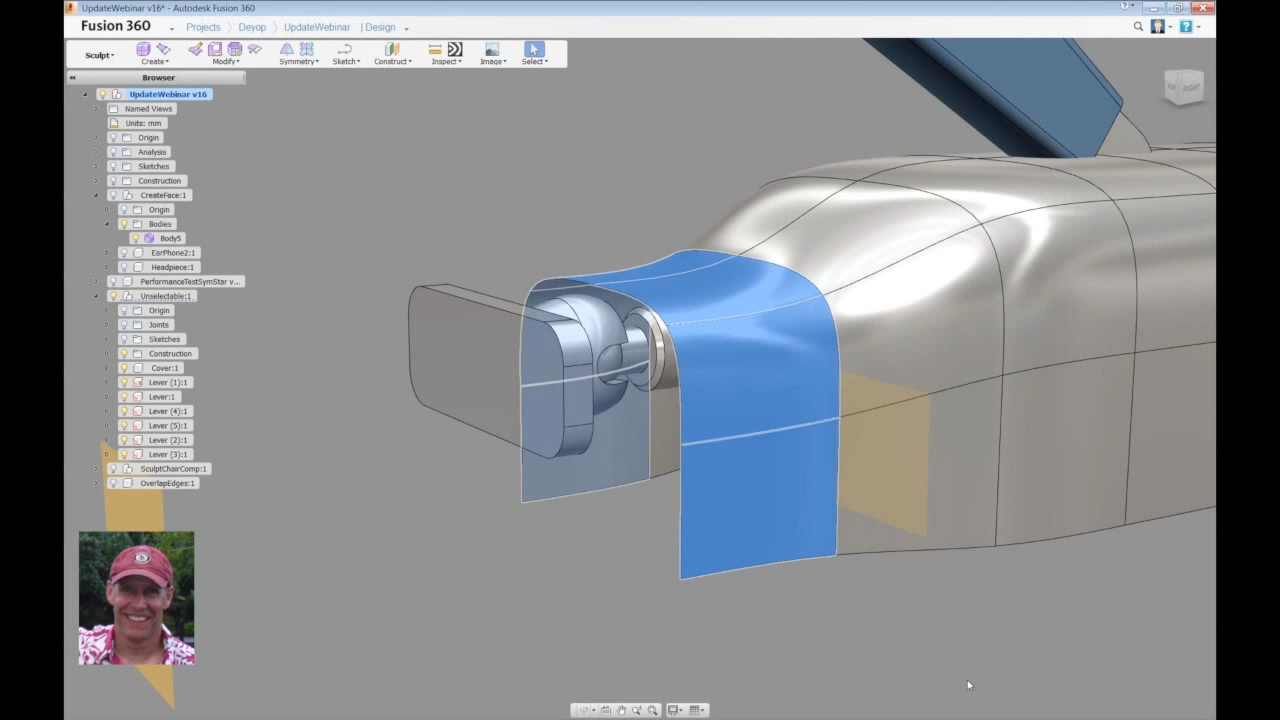 UpdateWebinar v16* - Autodesk Fusion 360
Fusion 360 Projects Deyop UpdateWebinar | Design
Sculpt Create Modify Symmetry Sketch Construct Inspect Image Select
Browser
UpdateWebinar v16
Named Views
Units: mm
Origin
Analysis
Sketches
Construction
CreateFace:1
Origin
Bodies
Body5
EarPhone2:1
Headpiece:1
PerformanceTestSymStar v...
Unselectable:1
Origin
Joints
Sketches
Construction
Cover:1
Lever (1):1
Lever:1
Lever (4):1
Lever (5):1
Lever (2):1
Lever (3):1
SculptChairComp:1
OverlapEdges:1
RIGHT